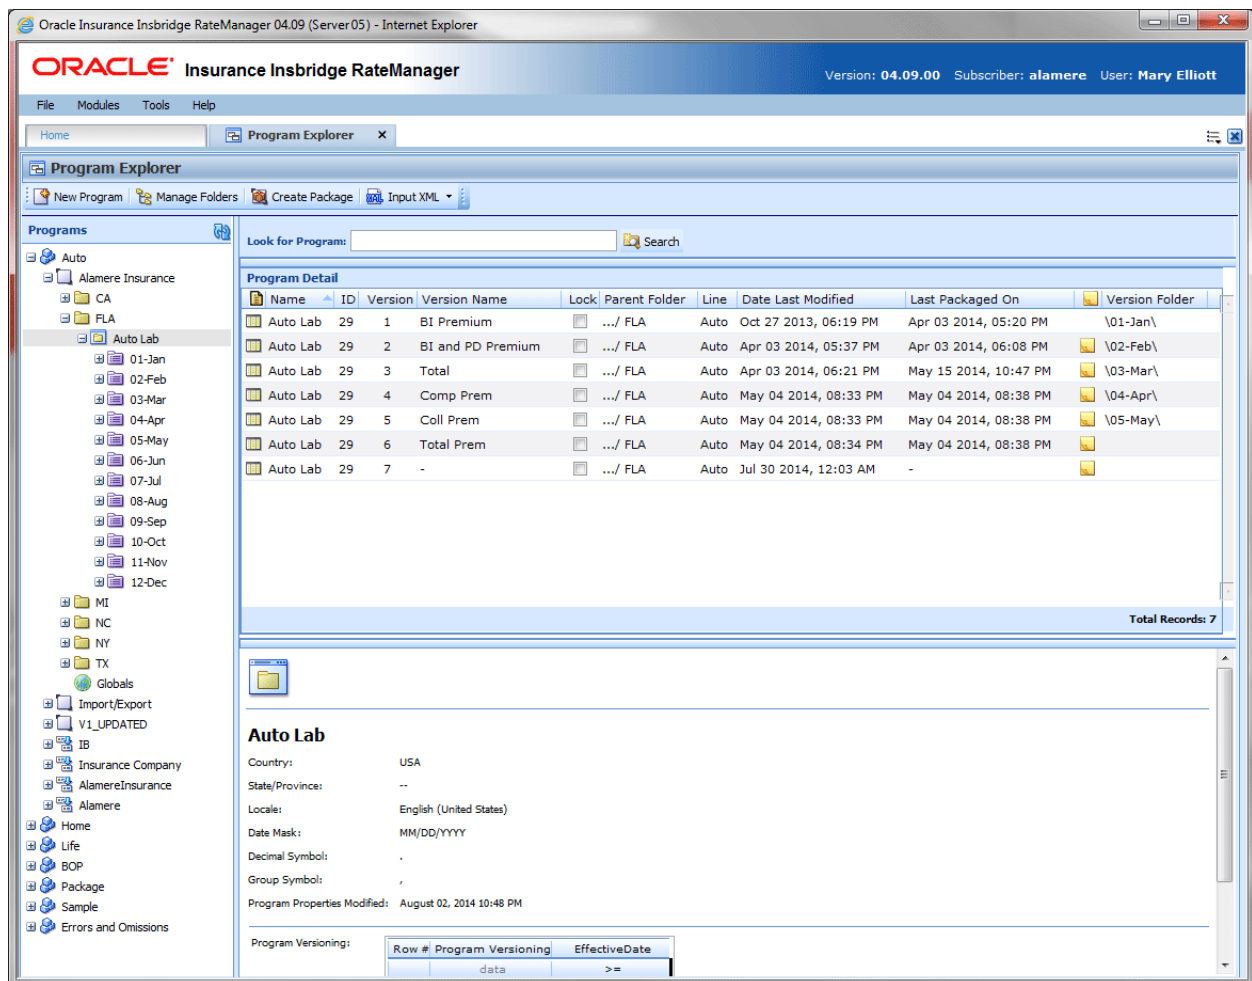 Oracle Insurance Insbridge RateManager 04.09 (Server05) - Internet Explorer
ORACLE Insurance Insbridge RateManager
Version: 04.09.00 Subscriber: alamere User: Mary Elliott
File Modules Tools Help
Home Program Explorer x
Program Explorer
New Program Manage Folders Create Package XML Input XML
Programs
Auto
Alamere Insurance
CA
FLA
Auto Lab
01-Jan
02-Feb
03-Mar
04-Apr
05-May
06-Jun
07-Jul
08-Aug
09-Sep
10-Oct
11-Nov
12-Dec
MI
NC
NY
TX
Globals
Import/Export
V1_UPDATED
IB
Insurance Company
AlamereInsurance
Alamere
Home
Life
BOP
Package
Sample
Errors and Omissions
Look for Program: Search
Program Detail
Name ID Version Version Name Lock Parent Folder Line Date Last Modified Last Packaged On Version Folder
Auto Lab 29 1 BI Premium .../ FLA Auto Oct 27 2013, 06:19 PM Apr 03 2014, 05:20 PM \01-Jan\
Auto Lab 29 2 BI and PD Premium .../ FLA Auto Apr 03 2014, 05:37 PM Apr 03 2014, 06:08 PM \02-Feb\
Auto Lab 29 3 Total .../ FLA Auto Apr 03 2014, 06:21 PM May 15 2014, 10:47 PM \03-Mar\
Auto Lab 29 4 Comp Prem .../ FLA Auto May 04 2014, 08:33 PM May 04 2014, 08:38 PM \04-Apr\
Auto Lab 29 5 Coll Prem .../ FLA Auto May 04 2014, 08:33 PM May 04 2014, 08:38 PM \05-May\
Auto Lab 29 6 Total Prem .../ FLA Auto May 04 2014, 08:34 PM May 04 2014, 08:38 PM
Auto Lab 29 7 - .../ FLA Auto Jul 30 2014, 12:03 AM -
Total Records: 7
Auto Lab
Country: USA
State/Province: --
Locale: English (United States)
Date Mask: MM/DD/YYYY
Decimal Symbol: .
Group Symbol: ,
Program Properties Modified: August 02, 2014 10:48 PM
Program Versioning:
Row # Program Versioning EffectiveDate
data >=